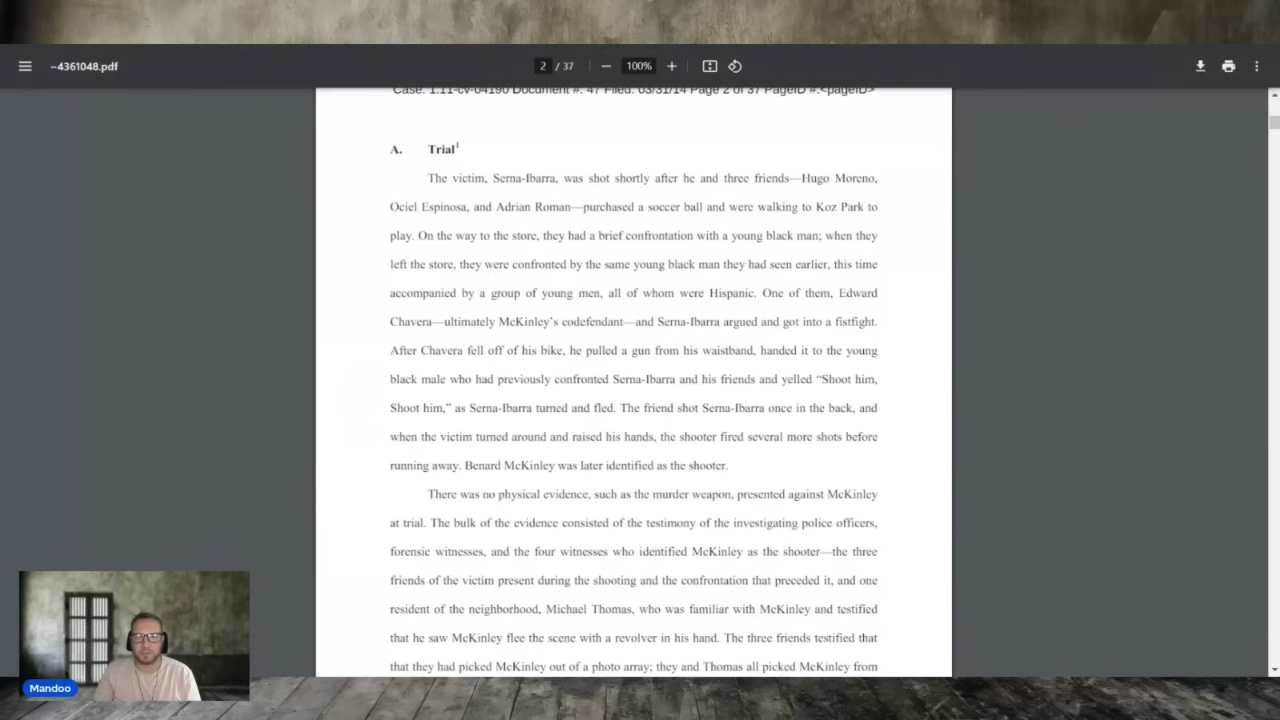 ~4361048.pdf
2 / 37
100%
Case: 1:11-cv-04190 Document #: 47 Filed: 03/31/14 Page 2 of 37 PageID #:<pageID>
A. Trial¹
The victim, Serna-Ibarra, was shot shortly after he and three friends—Hugo Moreno,
Ociel Espinosa, and Adrian Roman—purchased a soccer ball and were walking to Koz Park to
play. On the way to the store, they had a brief confrontation with a young black man; when they
left the store, they were confronted by the same young black man they had seen earlier, this time
accompanied by a group of young men, all of whom were Hispanic. One of them, Edward
Chavera—ultimately McKinley’s codefendant—and Serna-Ibarra argued and got into a fistfight.
After Chavera fell off of his bike, he pulled a gun from his waistband, handed it to the young
black male who had previously confronted Serna-Ibarra and his friends and yelled “Shoot him,
Shoot him,” as Serna-Ibarra turned and fled. The friend shot Serna-Ibarra once in the back, and
when the victim turned around and raised his hands, the shooter fired several more shots before
running away. Benard McKinley was later identified as the shooter.
There was no physical evidence, such as the murder weapon, presented against McKinley
at trial. The bulk of the evidence consisted of the testimony of the investigating police officers,
forensic witnesses, and the four witnesses who identified McKinley as the shooter—the three
friends of the victim present during the shooting and the confrontation that preceded it, and one
resident of the neighborhood, Michael Thomas, who was familiar with McKinley and testified
that he saw McKinley flee the scene with a revolver in his hand. The three friends testified that
that they had picked McKinley out of a photo array; they and Thomas all picked McKinley from
Mandoo